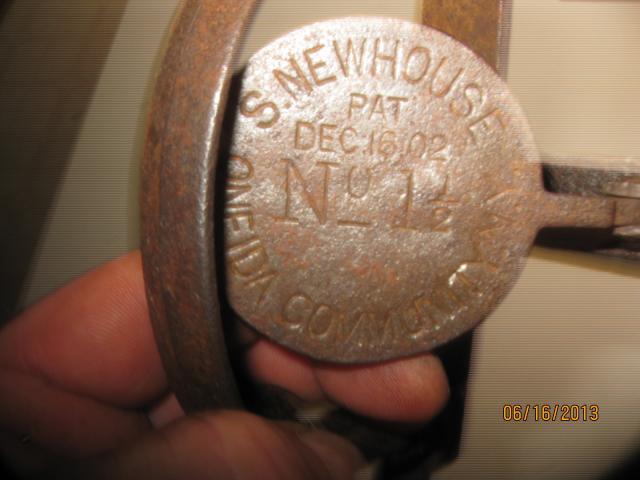 S. NEWHOUSE
PAT
DEC.16.02
No 1½
ONEIDA COMMUNITY
06/16/2013